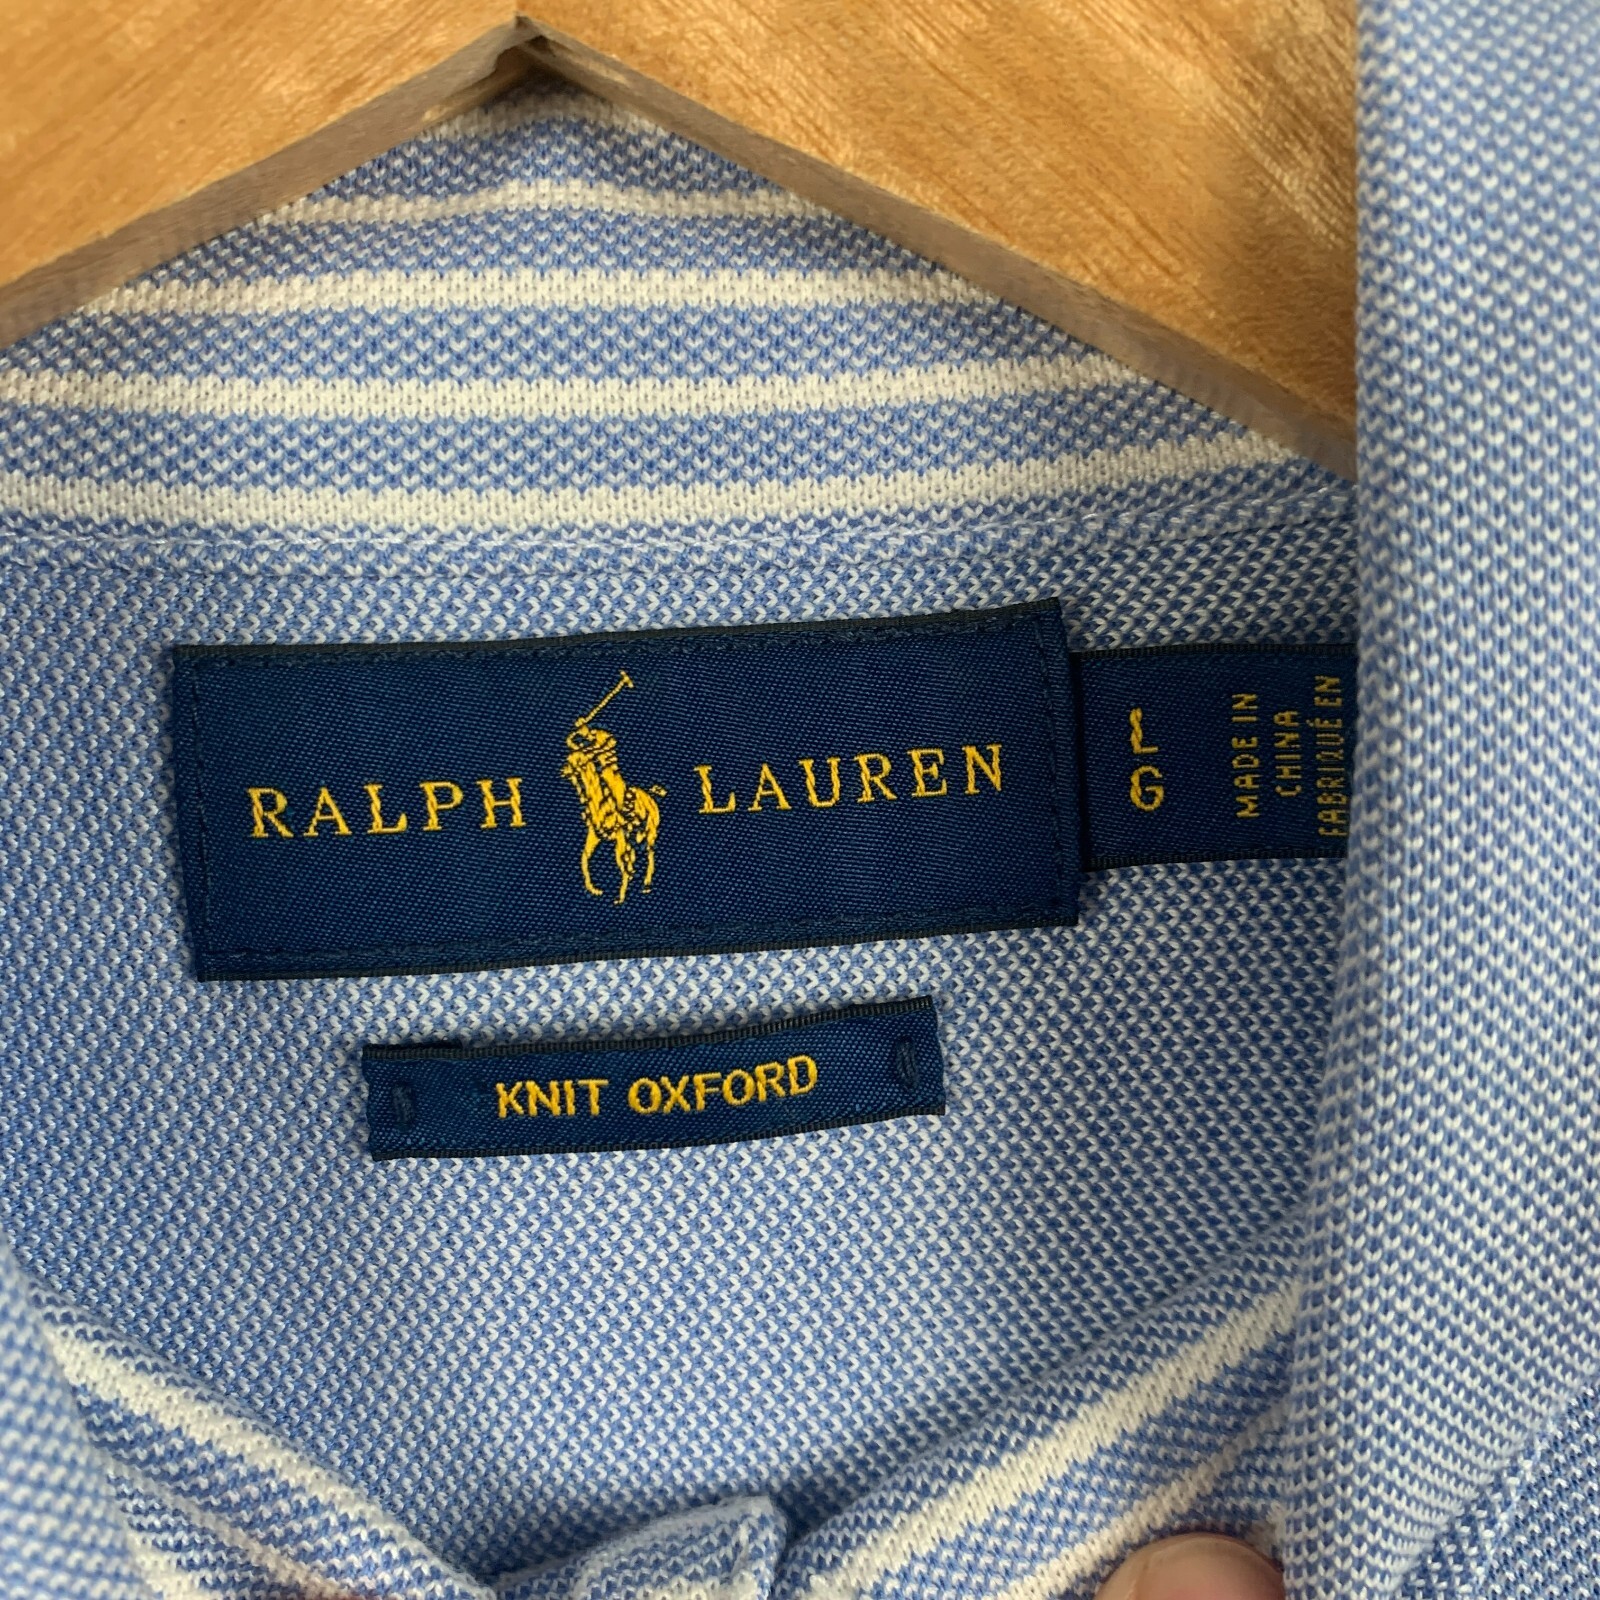 RALPH LAUREN
L
G
MADE IN
CHINA
FABRIQUÉ EN
KNIT OXFORD